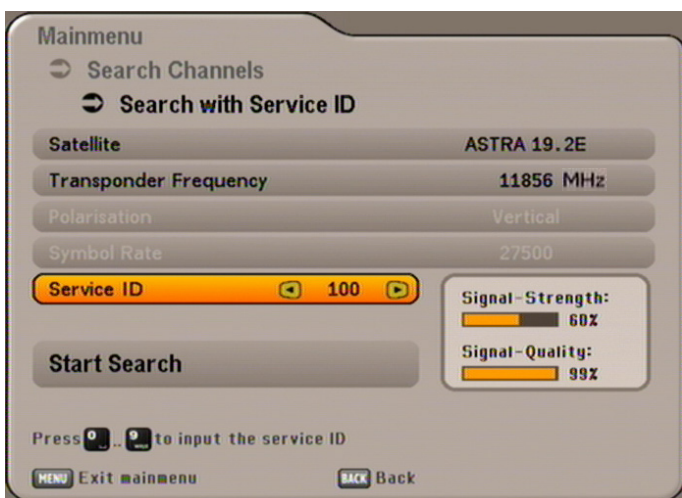 Mainmenu
Search Channels
Search with Service ID
Satellite ASTRA 19.2E
Transponder Frequency 11856 MHz
Polarisation Vertical
Symbol Rate 27500
Service ID 100
Signal-Strength:
60%
Signal-Quality:
99%
Start Search
Press 0 .. 9 to input the service ID
MENU Exit mainmenu BACK Back